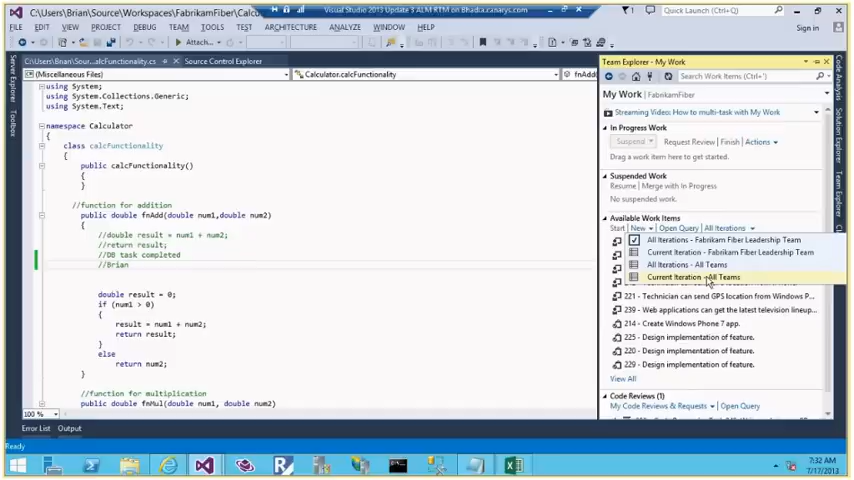 C:\Users\Brian\Source\Workspaces\FabrikamFiber\Calc
Visual Studio 2013 Update 3 ALM RTM on Bhadia.canarys.com
1
Quick Launch (Ctrl+Q)
FILE EDIT VIEW PROJECT DEBUG TEAM TOOLS TEST ARCHITECTURE ANALYZE WINDOW
Sign in
Attach...
Server Explorer
Toolbox
C:\Users\Brian\Sour...alcFunctionality.cs
Source Control Explorer
(Miscellaneous Files)
Calculator.calcFunctionality
fnAdd(
using System;
using System.Collections.Generic;
using System.Text;
namespace Calculator
{
class calcFunctionality
{
public calcFunctionality()
{
}
//function for addition
public double fnAdd(double num1,double num2)
{
//double result = num1 + num2;
//return result;
//DB task completed
//Brian
double result = 0;
if (num1 > 0)
{
result = num1 + num2;
return result;
}
else
return num2;
}
//function for multiplication
public double fnMul(double num1, double num2)
100 %
Team Explorer - My Work
Search Work Items (Ctrl+')
My Work | FabrikamFiber
Streaming Video: How to multi-task with My Work
In Progress Work
Suspend | Request Review | Finish | Actions
Drag a work item here to get started.
Suspended Work
Resume | Merge with In Progress
No suspended work.
Available Work Items
Start | New | Open Query | All Iterations
All Iterations - Fabrikam Fiber Leadership Team
Current Iteration - Fabrikam Fiber Leadership Team
All Iterations - All Teams
Current Iteration - All Teams
221 - Technician can send GPS location from Windows P...
239 - Web applications can get the latest television lineup...
214 - Create Windows Phone 7 app.
225 - Design implementation of feature.
220 - Design implementation of feature.
229 - Design implementation of feature.
View All
Code Reviews (1)
My Code Reviews & Requests | Open Query
Code Analysis
Solution Explorer
Team Explorer
Error List Output
Ready
7:32 AM
7/17/2013